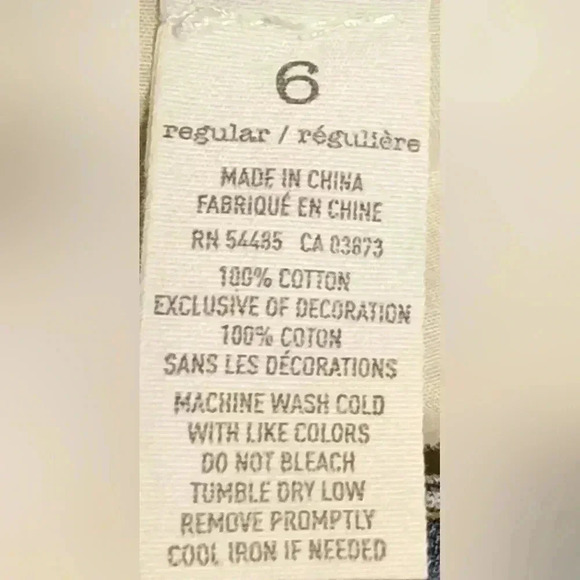 6
regular / régulière
MADE IN CHINA
FABRIQUÉ EN CHINE
RN 54485 CA 03873
100% COTTON
EXCLUSIVE OF DECORATION
100% COTON
SANS LES DÉCORATIONS
MACHINE WASH COLD
WITH LIKE COLORS
DO NOT BLEACH
TUMBLE DRY LOW
REMOVE PROMPTLY
COOL IRON IF NEEDED